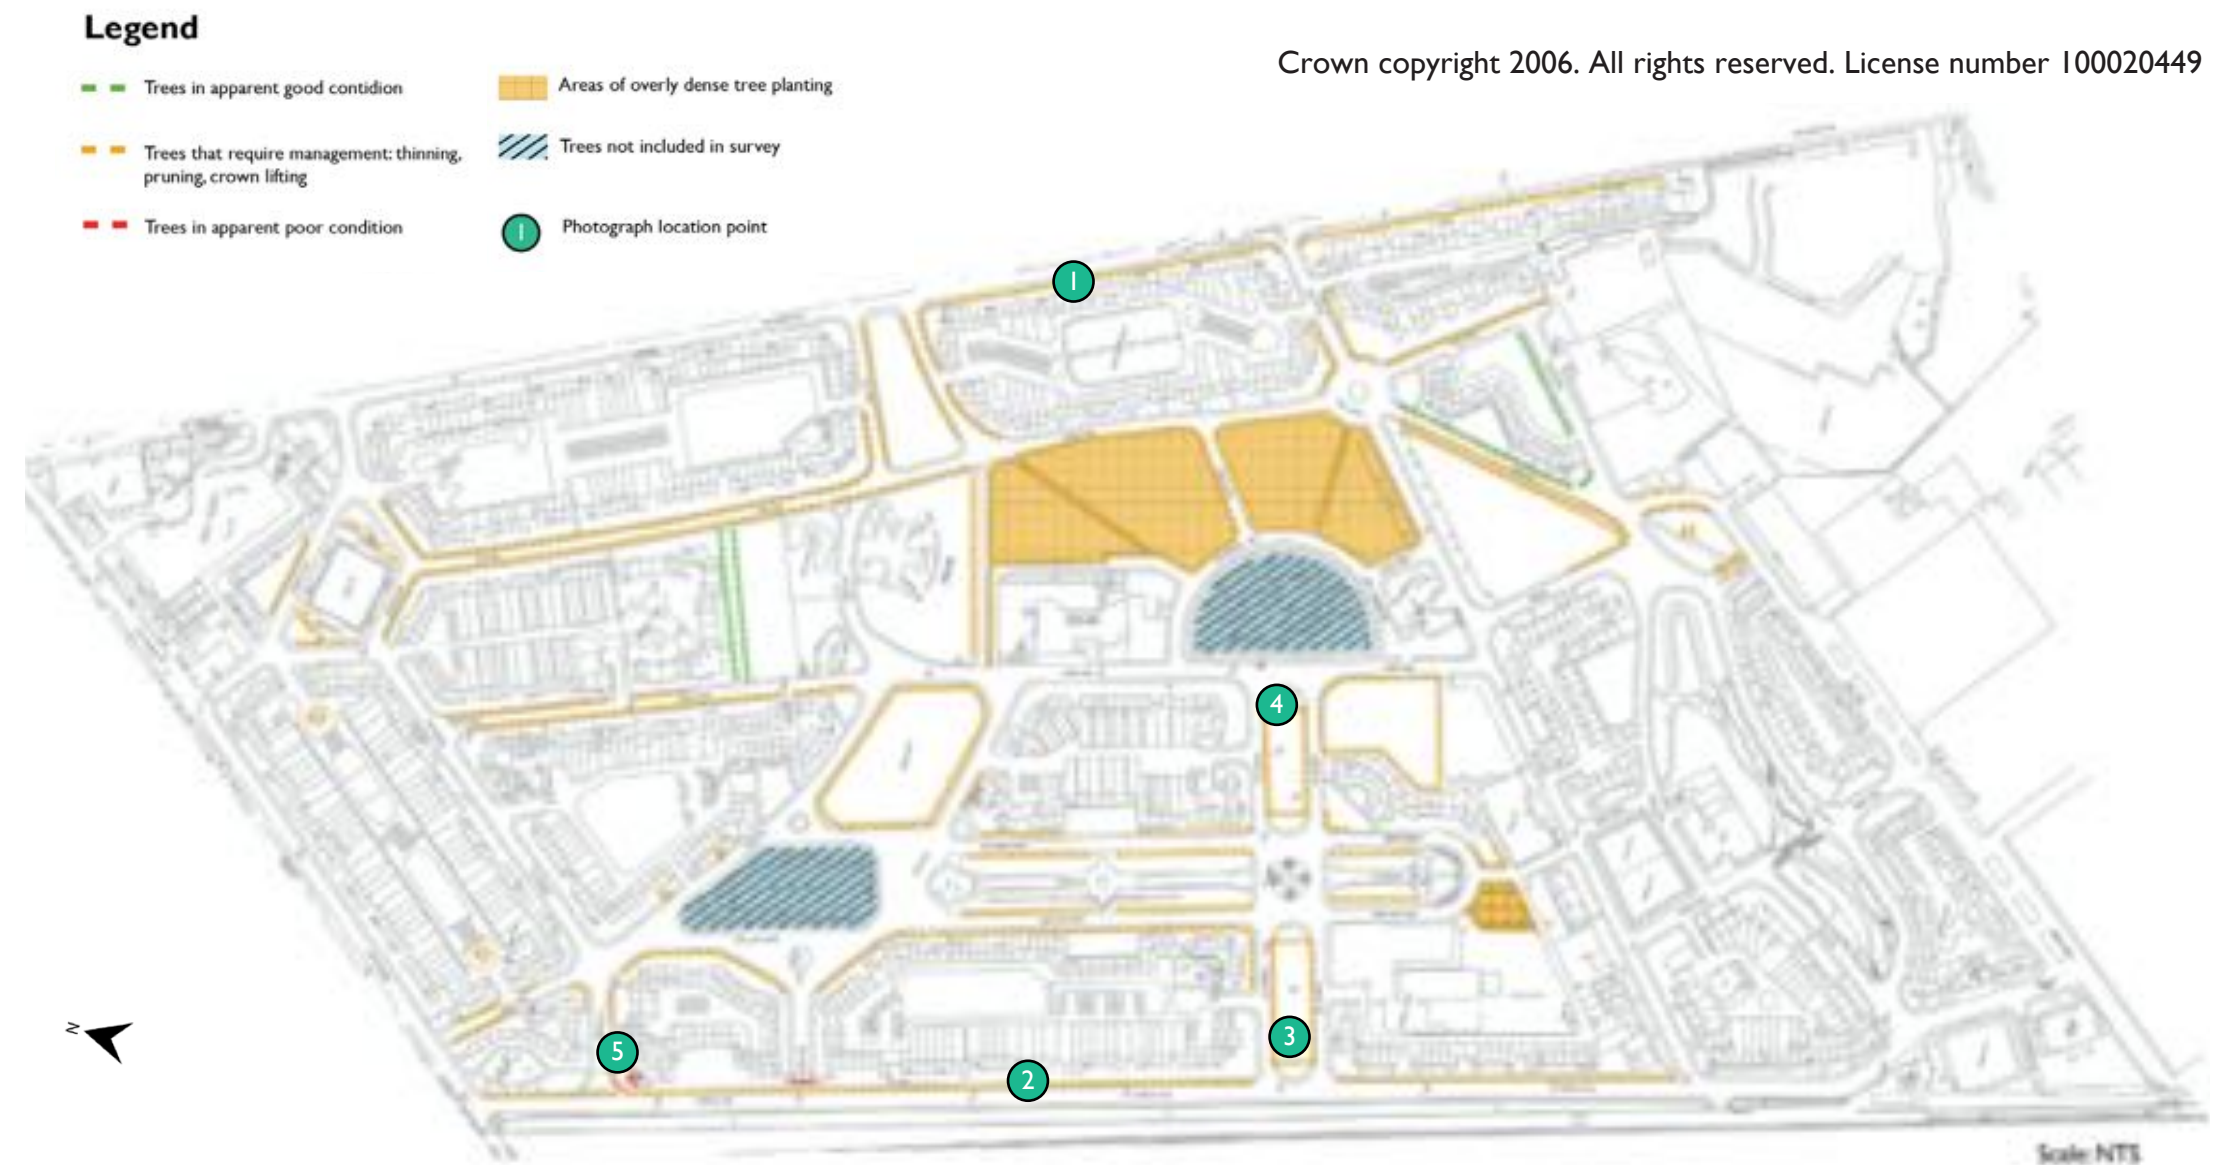 Legend
Crown copyright 2006. All rights reserved. License number 100020449
Trees in apparent good contidion
Areas of overly dense tree planting
Trees that require management: thinning,
pruning, crown lifting
Trees not included in survey
Trees in apparent poor condition
1
Photograph location point
1
4
5
3
2
N
Scale: NTS